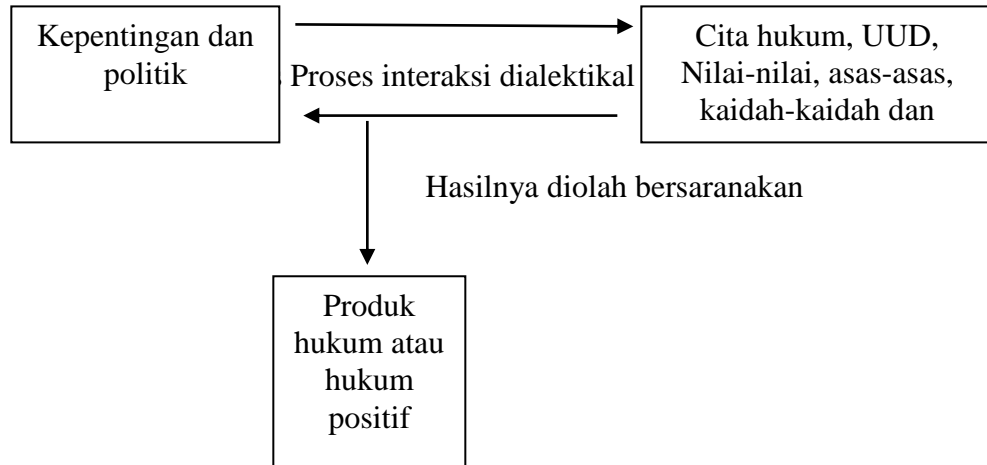 Kepentingan dan
politik
Proses interaksi dialektikal
Cita hukum, UUD,
Nilai-nilai, asas-asas,
kaidah-kaidah dan
Hasilnya diolah bersaranakan
Produk
hukum atau
hukum
positif